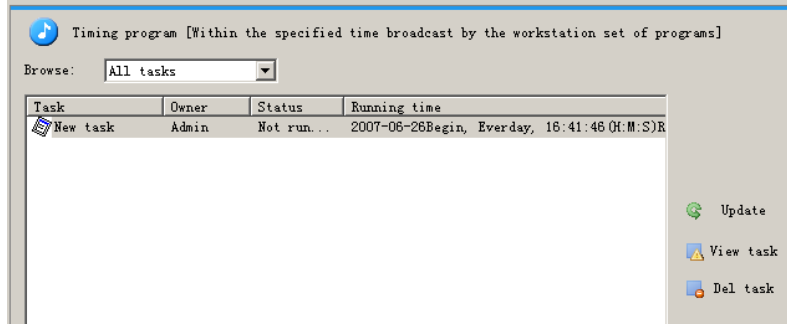 Timing program [Within the specified time broadcast by the workstation set of programs]
Browse: All tasks
Task Owner Status Running time
New task Admin Not run... 2007-06-26Begin, Everday, 16:41:46(H:M:S)R
Update
View task
Del task